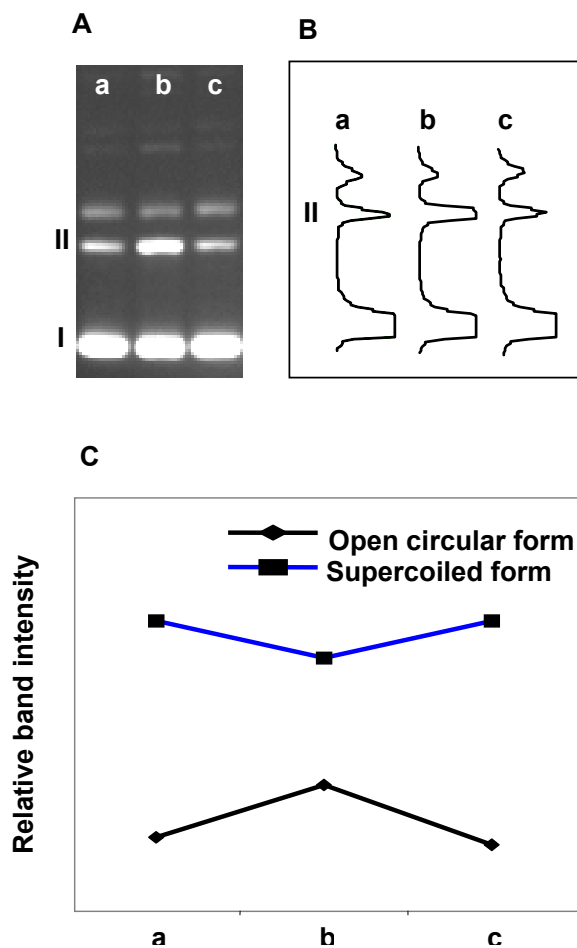 A
a b c
II
I
B
a b c
II
C
Open circular form
Supercoiled form
Relative band intensity
a b c